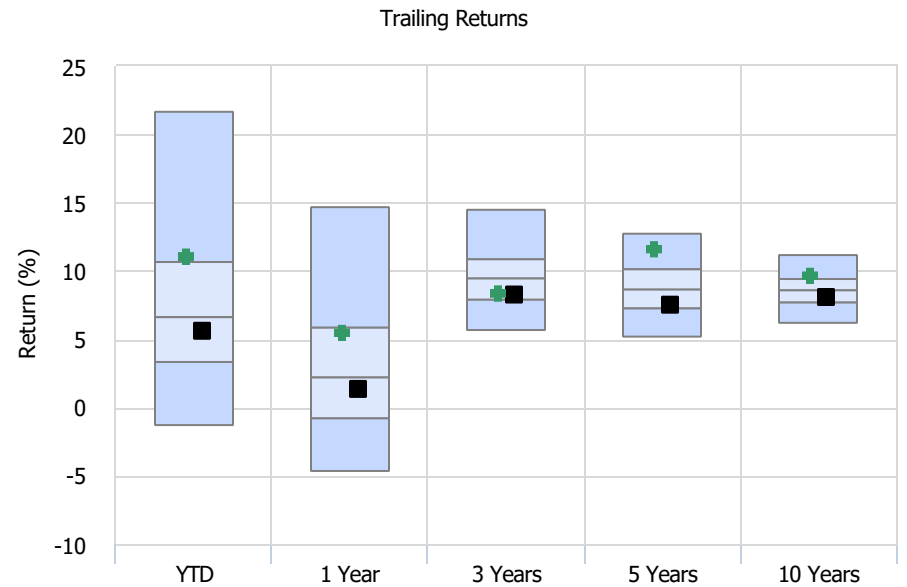 Trailing Returns
25
20
15
10
5
0
-5
-10
Return (%)
YTD
1 Year
3 Years
5 Years
10 Years